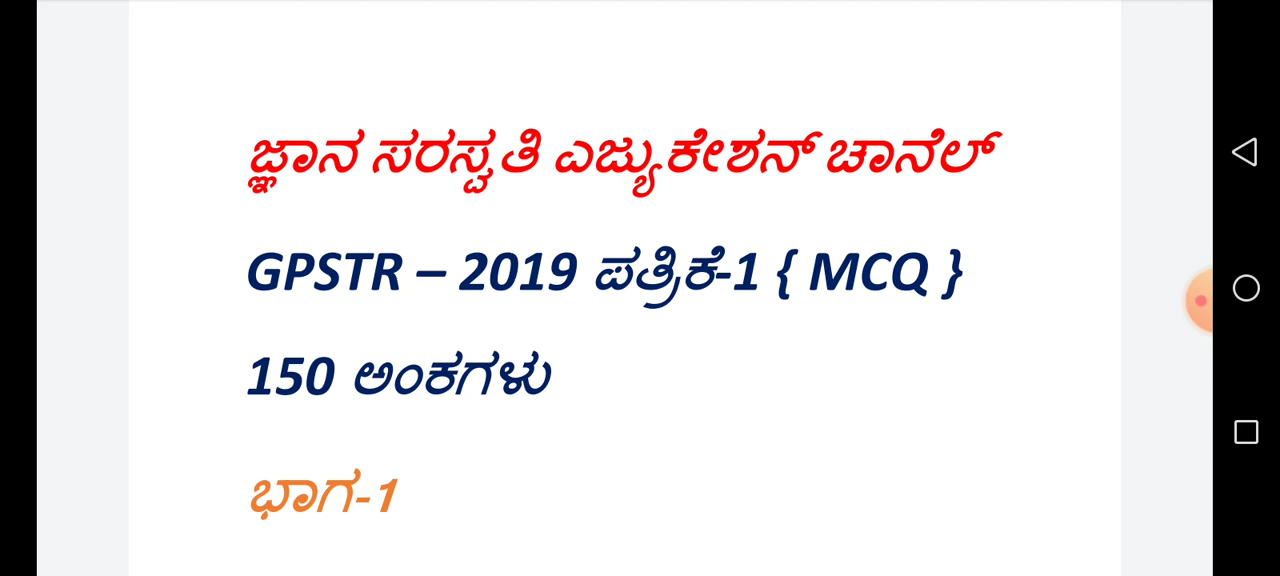 ಜ್ಞಾನ ಸರಸ್ವತಿ ಎಜ್ಯುಕೇಶನ್ ಚಾನೆಲ್
GPSTR – 2019 ಪತ್ರಿಕೆ-1 { MCQ }
150 ಅಂಕಗಳು
ಭಾಗ-1